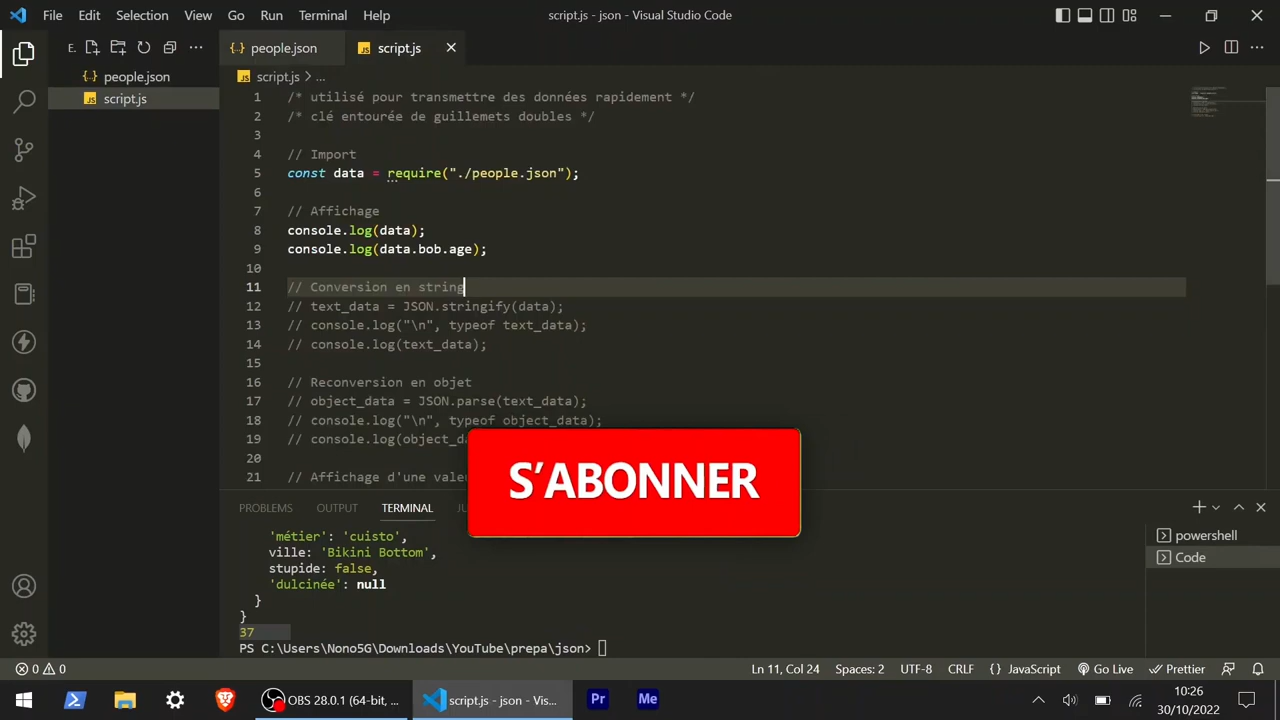 File Edit Selection View Go Run Terminal Help
script.js - json - Visual Studio Code
E.
people.json
script.js
people.json
script.js
script.js > ...
1 /* utilisé pour transmettre des données rapidement */
2 /* clé entourée de guillemets doubles */
3
4 // Import
5 const data = require("./people.json");
6
7 // Affichage
8 console.log(data);
9 console.log(data.bob.age);
10
11 // Conversion en string
12 // text_data = JSON.stringify(data);
13 // console.log("\n", typeof text_data);
14 // console.log(text_data);
15
16 // Reconversion en objet
17 // object_data = JSON.parse(text_data);
18 // console.log("\n", typeof object_data);
19 // console.log(object_da
20
21 // Affichage d'une valeu
S'ABONNER
PROBLEMS OUTPUT TERMINAL JU
'métier': 'cuisto',
ville: 'Bikini Bottom',
stupide: false,
'dulcinée': null
}
}
37
PS C:\Users\Nono5G\Downloads\YouTube\prepa\json>
powershell
Code
0 0
Ln 11, Col 24 Spaces: 2 UTF-8 CRLF {} JavaScript Go Live Prettier
OBS 28.0.1 (64-bit, ...
script.js - json - Vis...
Pr
Me
10:26
30/10/2022